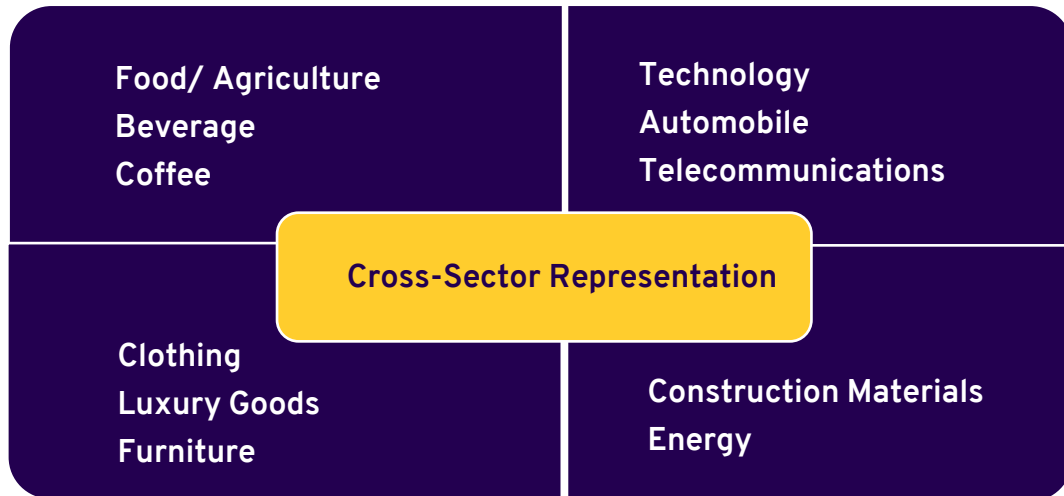 Food/ Agriculture
Beverage
Coffee
Technology
Automobile
Telecommunications
Cross-Sector Representation
Clothing
Luxury Goods
Furniture
Construction Materials
Energy